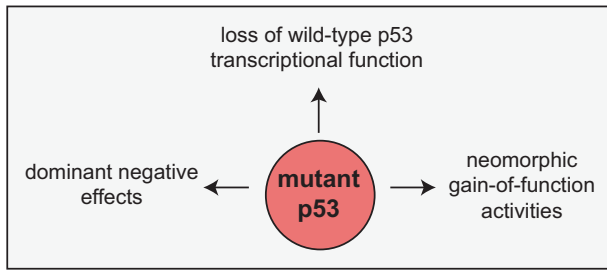 loss of wild-type p53
transcriptional function
dominant negative
effects
mutant
p53
neomorphic
gain-of-function
activities